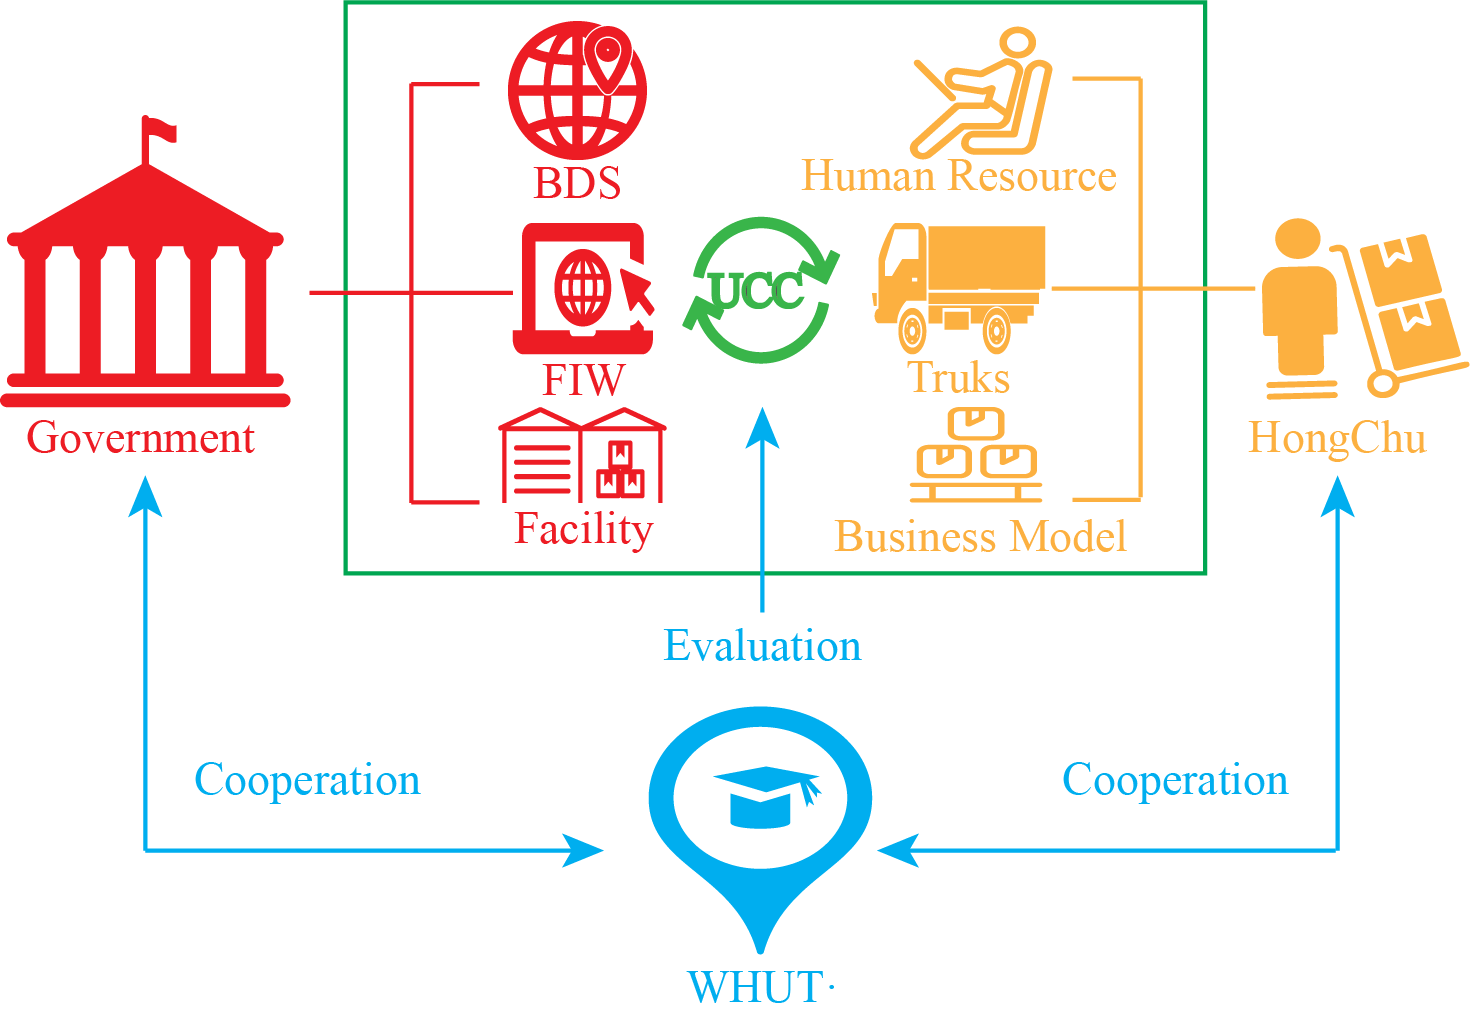 BDS
Human Resource
UCC
FIW
Truks
Government
HongChu
Facility
Business Model
Evaluation
Cooperation
Cooperation
WHUT·